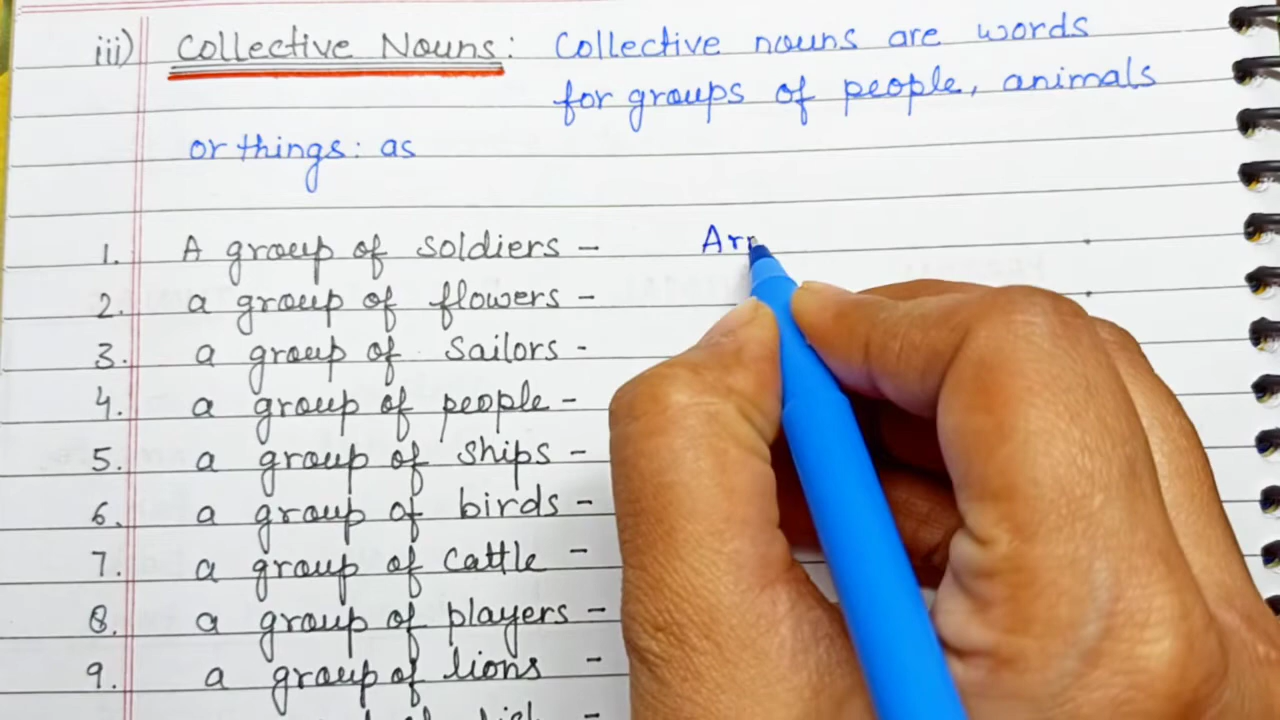 iii) Collective Nouns: Collective nouns are words
for groups of people, animals
or things: as
1. A group of soldiers - Ar
2. a group of flowers -
3. a group of Sailors -
4. a group of people -
5. a group of ships -
6. a group of birds -
7. a group of cattle -
8. a group of players -
9. a group of lions -